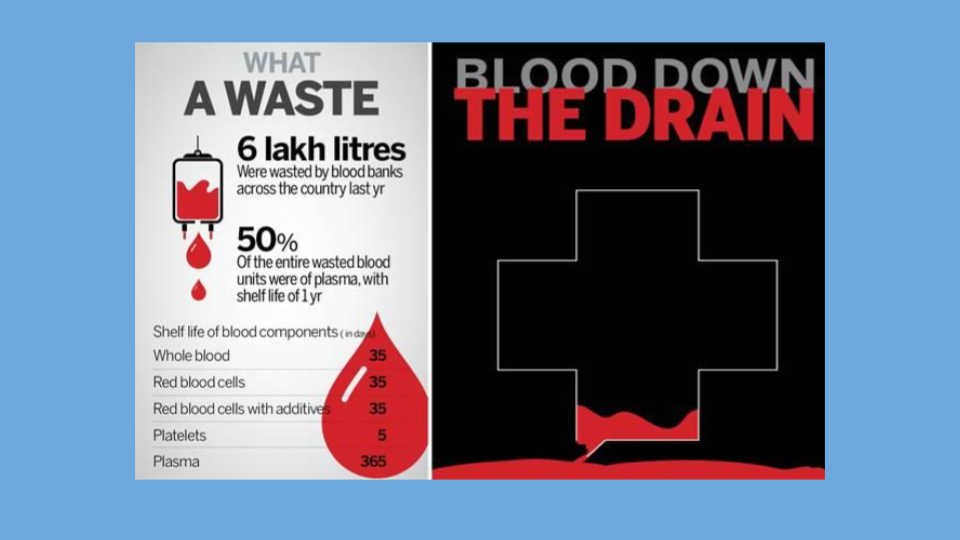 WHAT
A WASTE
6 lakh litres
Were wasted by blood banks
across the country last yr
50%
Of the entire wasted blood
units were of plasma, with
shelf life of 1 yr
Shelf life of blood components (in days)
Whole blood 35
Red blood cells 35
Red blood cells with additives 35
Platelets 5
Plasma 365
BLOOD DOWN
THE DRAIN